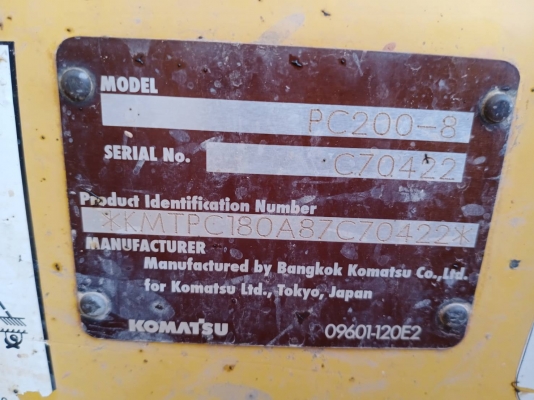 MODEL
PC200-8
SERIAL No. C70422
Product Identification Number
*KMTPC180A87C70422*
MANUFACTURER
Manufactured by Bangkok Komatsu Co., Ltd.
for Komatsu Ltd., Tokyo, Japan
KOMATSU 09601-120E2